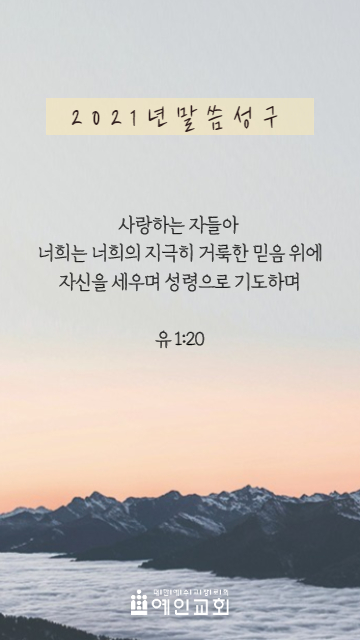 2021년말씀성구
사랑하는 자들아
너희는 너희의 지극히 거룩한 믿음 위에
자신을 세우며 성령으로 기도하며
유 1:20
예인교회